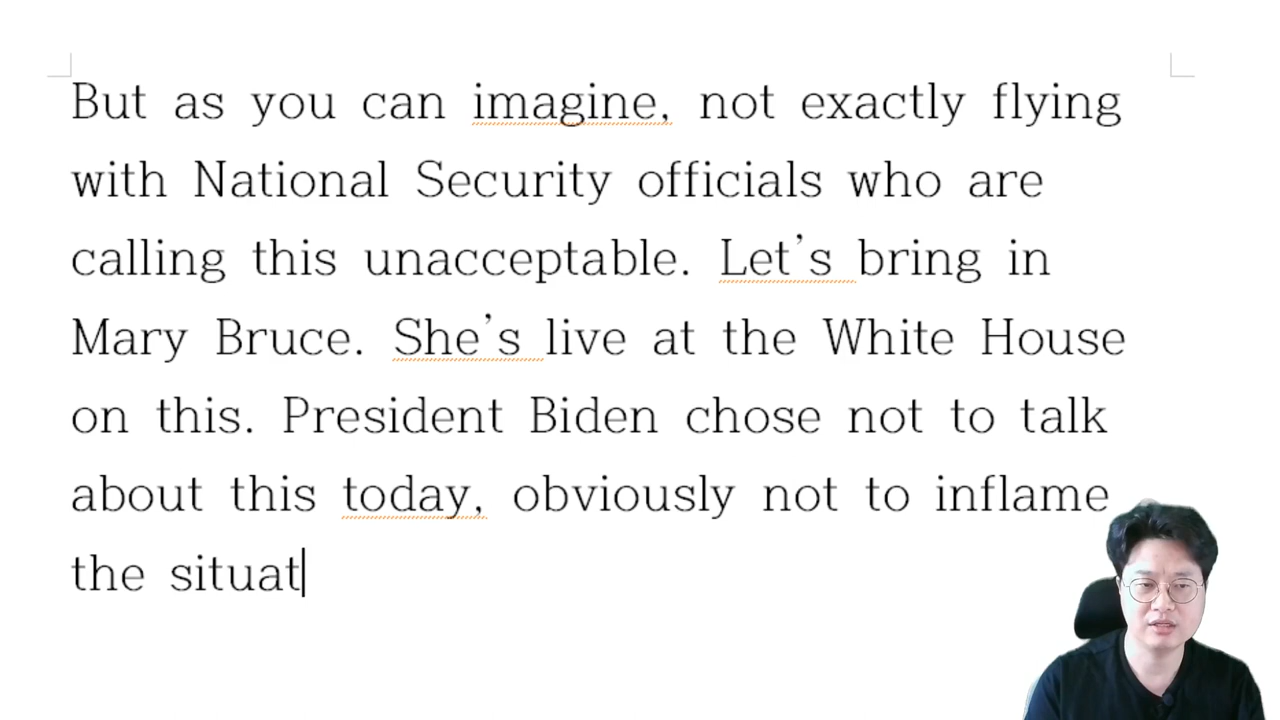 But as you can imagine, not exactly flying
with National Security officials who are
calling this unacceptable. Let's bring in
Mary Bruce. She's live at the White House
on this. President Biden chose not to talk
about this today, obviously not to inflame
the situat